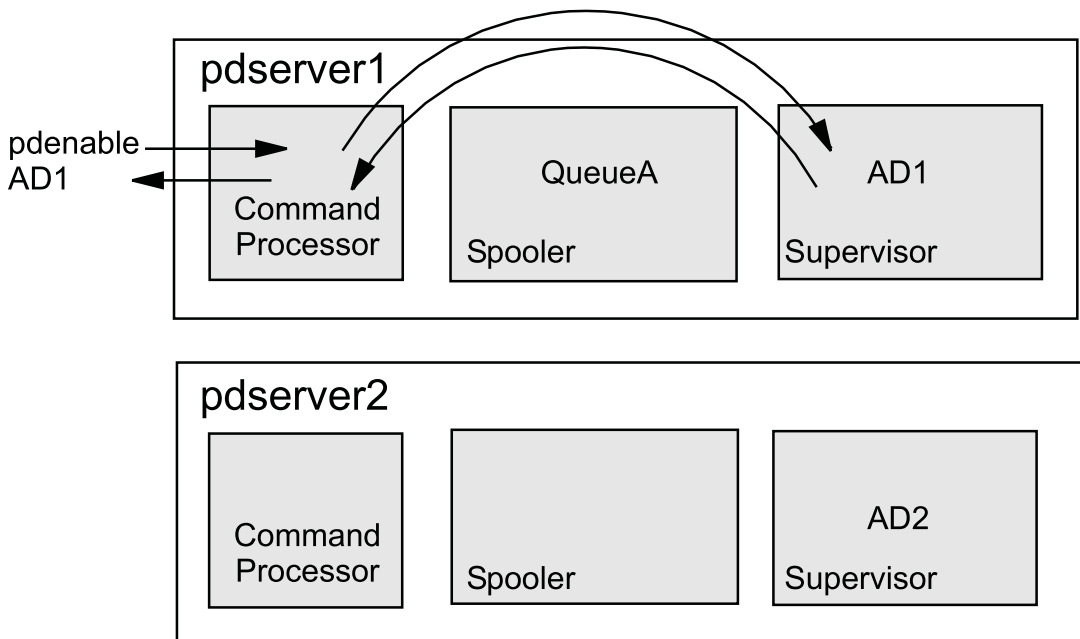 pdserver1
pdenable
AD1
Command
Processor
QueueA
Spooler
AD1
Supervisor
pdserver2
Command
Processor
Spooler
AD2
Supervisor